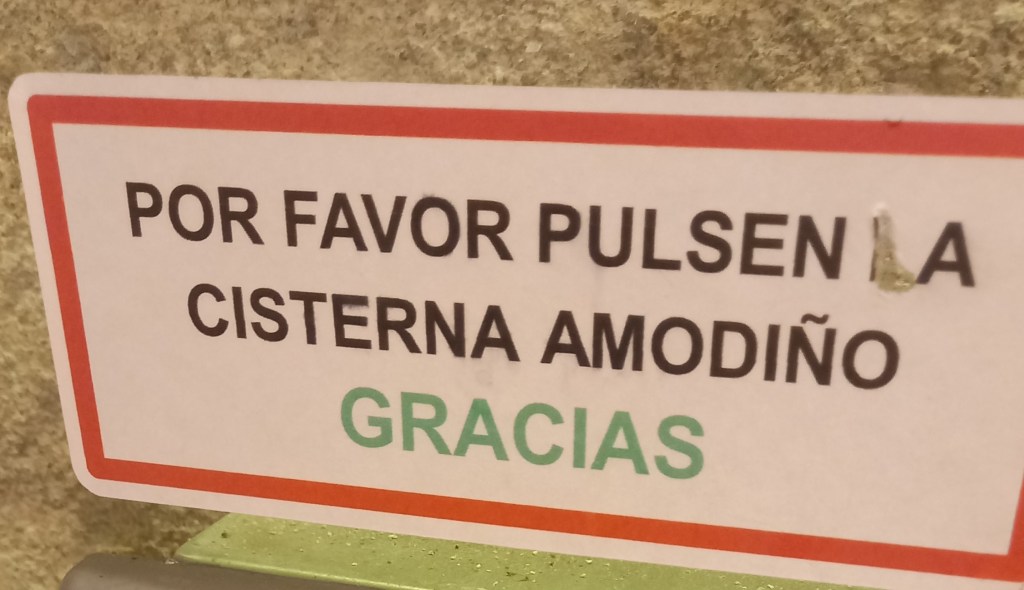 POR FAVOR PULSEN LA
CISTERNA AMODIÑO
GRACIAS